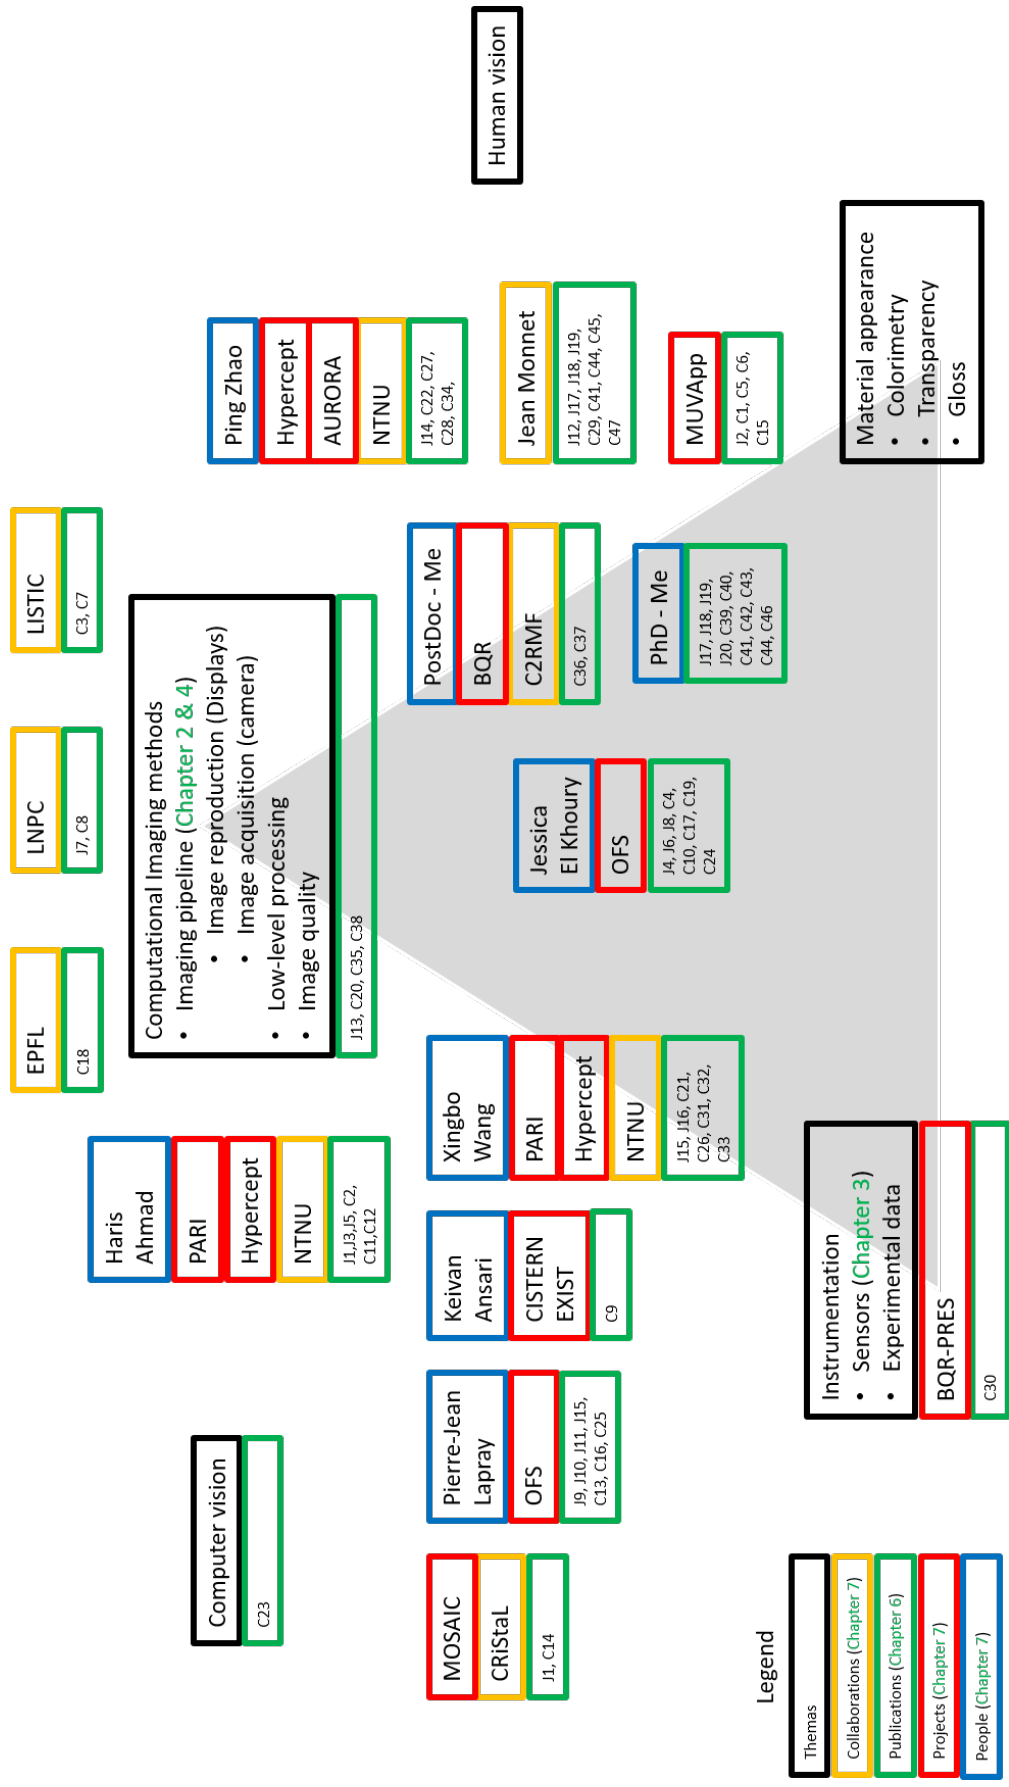 EPFL
C18
LNPC
J7, C8
LISTIC
C3, C7
Haris
Ahmad
PARI
Hypercept
NTNU
J1,J3,J5, C2,
C11,C12
Computational Imaging methods
• Imaging pipeline (Chapter 2 & 4)
• Image reproduction (Displays)
• Image acquisition (camera)
• Low-level processing
• Image quality
J13, C20, C35, C38
Ping Zhao
Hypercept
AURORA
NTNU
J14, C22, C27,
C28, C34,
Computer vision
C23
Human vision
MOSAIC
CRiStaL
J1, C14
Pierre-Jean
Lapray
OFS
J9, J10, J11, J15,
C13, C16, C25
Keivan
Ansari
CISTERN
EXIST
C9
Xingbo
Wang
PARI
Hypercept
NTNU
J15, J16, C21,
C26, C31, C32,
C33
Jessica
El Khoury
OFS
J4, J6, J8, C4,
C10, C17, C19,
C24
PostDoc - Me
BQR
C2RMF
C36, C37
PhD - Me
J17, J18, J19,
J20, C39, C40,
C41, C42, C43,
C44, C46
Jean Monnet
J12, J17, J18, J19,
C29, C41, C44, C45,
C47
MUVApp
J2, C1, C5, C6,
C15
Instrumentation
• Sensors (Chapter 3)
• Experimental data
BQR-PRES
C30
Material appearance
• Colorimetry
• Transparency
• Gloss
Legend
Themas
Collaborations (Chapter 7)
Publications (Chapter 6)
Projects (Chapter 7)
People (Chapter 7)